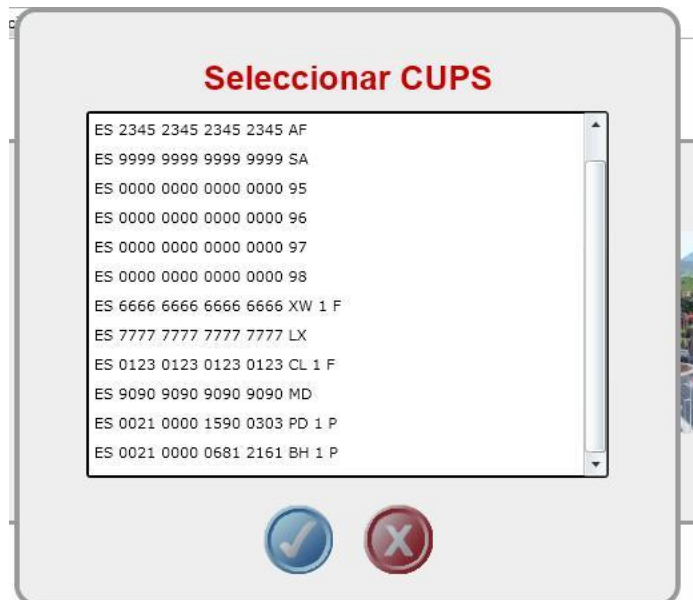 Seleccionar CUPS
ES 2345 2345 2345 2345 AF
ES 9999 9999 9999 9999 SA
ES 0000 0000 0000 0000 95
ES 0000 0000 0000 0000 96
ES 0000 0000 0000 0000 97
ES 0000 0000 0000 0000 98
ES 6666 6666 6666 6666 XW 1 F
ES 7777 7777 7777 7777 LX
ES 0123 0123 0123 0123 CL 1 F
ES 9090 9090 9090 9090 MD
ES 0021 0000 1590 0303 PD 1 P
ES 0021 0000 0681 2161 BH 1 P